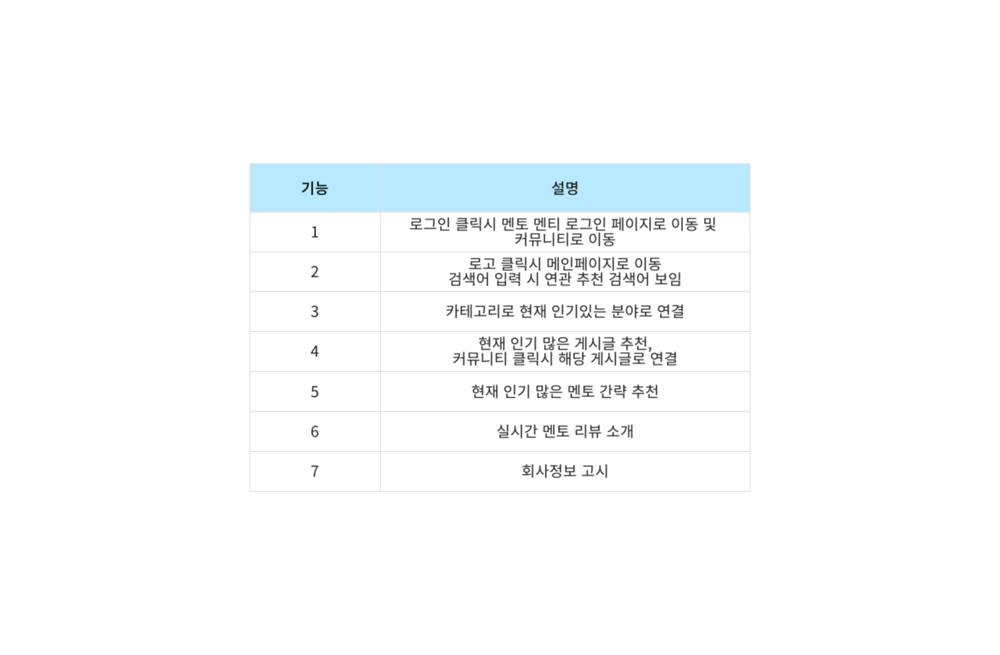 기능 설명
1 로그인 클릭시 멘토 멘티 로그인 페이지로 이동 및
커뮤니티로 이동
2 로고 클릭시 메인페이지로 이동
검색어 입력 시 연관 추천 검색어 보임
3 카테고리로 현재 인기있는 분야로 연결
4 현재 인기 많은 게시글 추천,
커뮤니티 클릭시 해당 게시글로 연결
5 현재 인기 많은 멘토 간략 추천
6 실시간 멘토 리뷰 소개
7 회사정보 고시